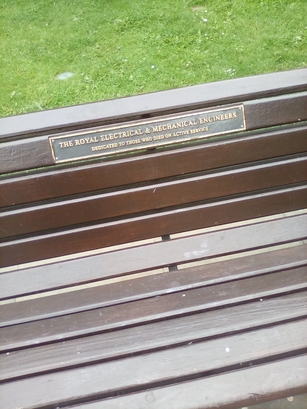 THE ROYAL ELECTRICAL & MECHANICAL ENGINEERS
DEDICATED TO THOSE WHO DIED ON ACTIVE SERVICE